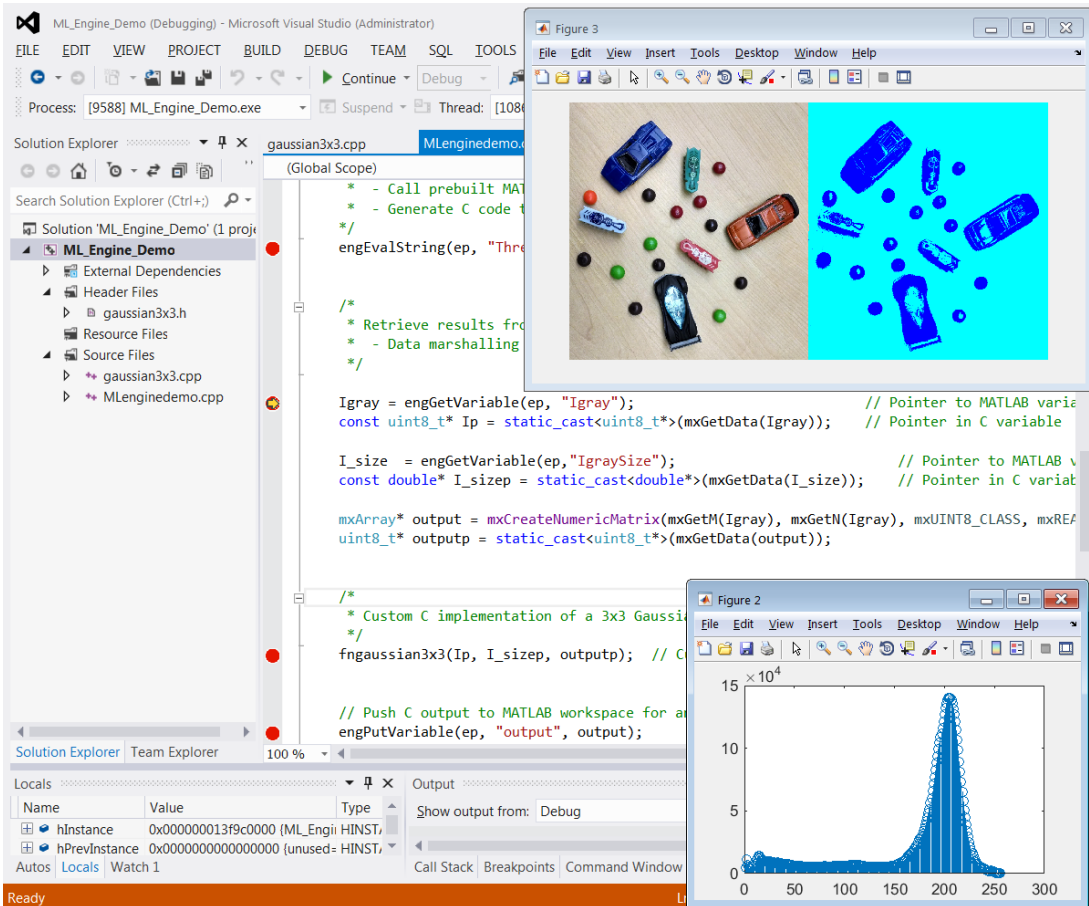 ML_Engine_Demo (Debugging) - Microsoft Visual Studio (Administrator)
FILE EDIT VIEW PROJECT BUILD DEBUG TEAM SQL TOOLS
Continue Debug
Process: [9588] ML_Engine_Demo.exe Suspend Thread: [108
Solution Explorer
Search Solution Explorer (Ctrl+;)
Solution 'ML_Engine_Demo' (1 proje
ML_Engine_Demo
External Dependencies
Header Files
gaussian3x3.h
Resource Files
Source Files
gaussian3x3.cpp
MLenginedemo.cpp
Solution Explorer Team Explorer
gaussian3x3.cpp MLenginedemo.c
(Global Scope)
* - Call prebuilt MAT
* - Generate C code t
*/
engEvalString(ep, "Thre
/*
* Retrieve results fro
* - Data marshalling
*/
Igray = engGetVariable(ep, "Igray"); // Pointer to MATLAB varia
const uint8_t* Ip = static_cast<uint8_t*>(mxGetData(Igray)); // Pointer in C variable
I_size = engGetVariable(ep,"IgraySize"); // Pointer to MATLAB v
const double* I_sizep = static_cast<double*>(mxGetData(I_size)); // Pointer in C variab
mxArray* output = mxCreateNumericMatrix(mxGetM(Igray), mxGetN(Igray), mxUINT8_CLASS, mxREA
uint8_t* outputp = static_cast<uint8_t*>(mxGetData(output));
/*
* Custom C implementation of a 3x3 Gaussia
*/
fngaussian3x3(Ip, I_sizep, outputp); // C
// Push C output to MATLAB workspace for an
engPutVariable(ep, "output", output);
100 %
Figure 3
File Edit View Insert Tools Desktop Window Help
Figure 2
File Edit View Insert Tools Desktop Window Help
15 ×10^4
10
5
0
0 50 100 150 200 250 300
Locals
Name Value Type
hInstance 0x000000013f9c0000 {ML_Engi HINSTA
hPrevInstance 0x0000000000000000 {unused= HINSTA
Autos Locals Watch 1
Output
Show output from: Debug
Call Stack Breakpoints Command Window
Ready L